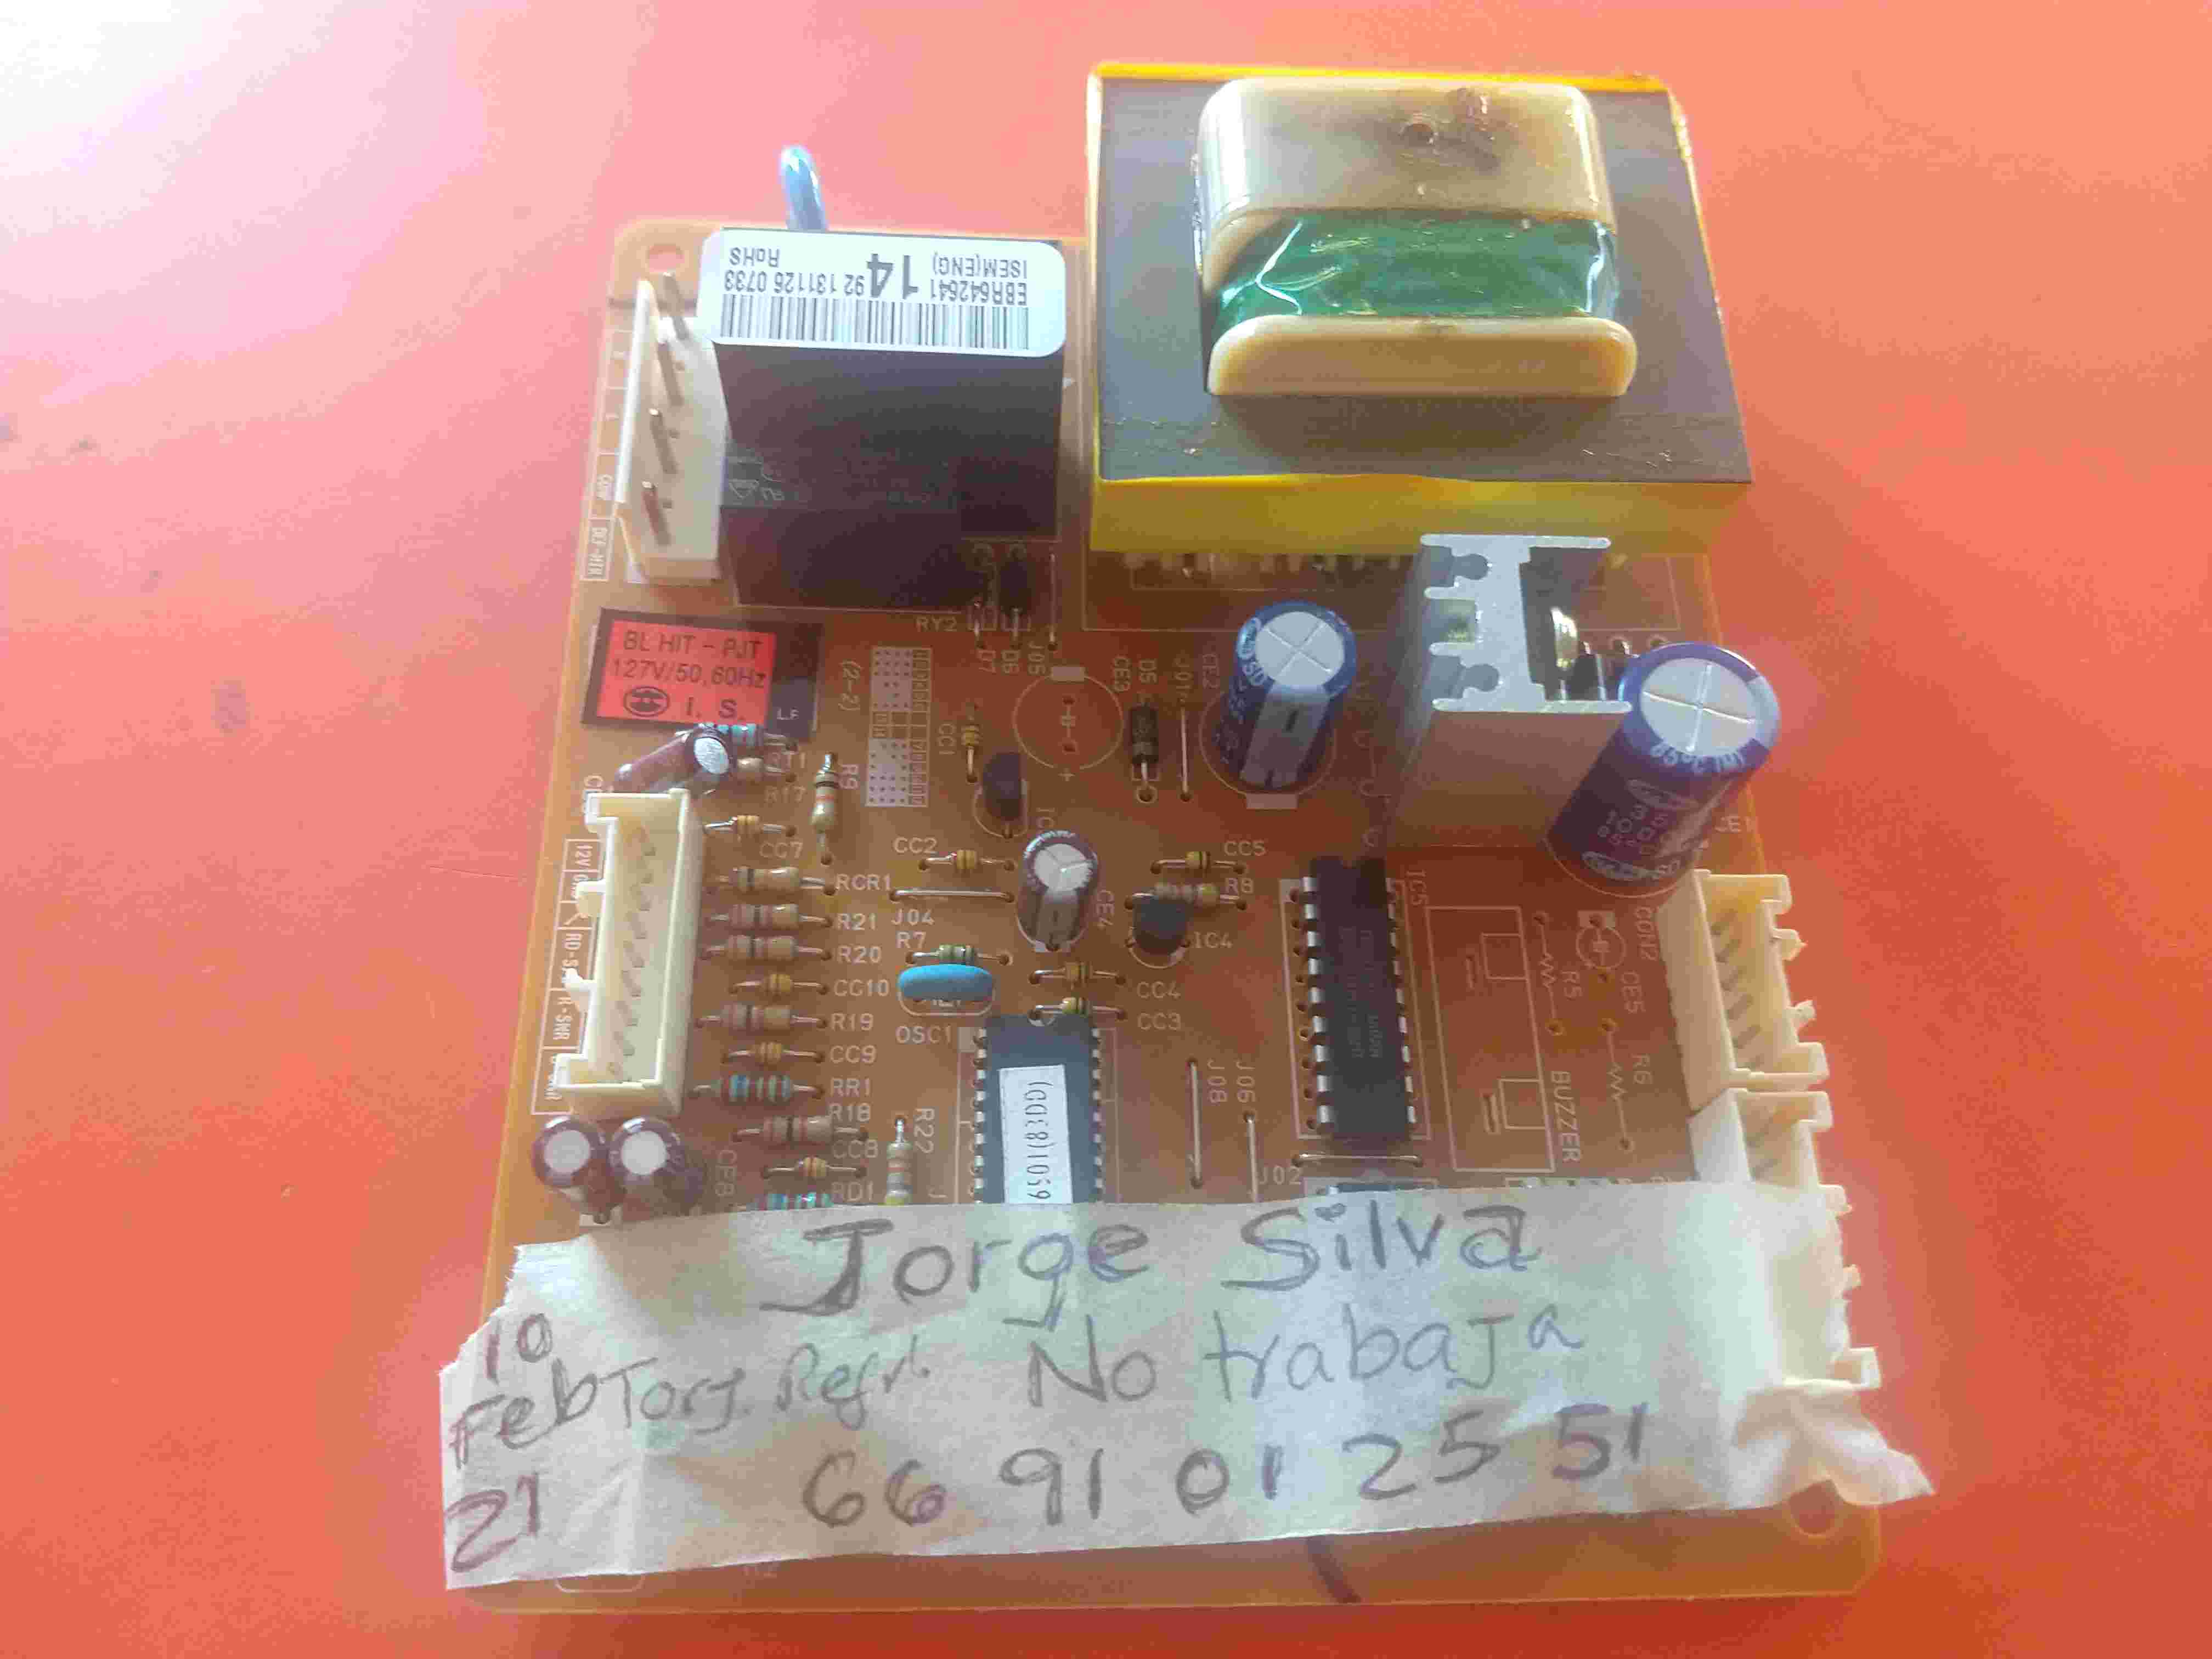 EBR642641
14
ISEM(ENG)
92 131126 0733
RoHS
COMP
DEF-HTR
BL HIT - PJT
127V/50,60Hz
I. S.
LF
RY2
D7
D6
J05
(2-2)
CE3
D5
J01
CE2
CC1
RT1
R17
R9
CC7
12V
CC2
CC5
RCR1
R8
CE1
R21
J04
CE4
R20
R7
IC4
IC5
CON2
CC10
CC4
R5
CE5
R19
OSC1
CC3
CC9
J08
J06
R6
RR1
BUZZER
R18
R22
CC8
CE8
RD1
J02
Jorge Silva
10
Feb Torj. Refri. No trabaja
21
66 91 01 25 51